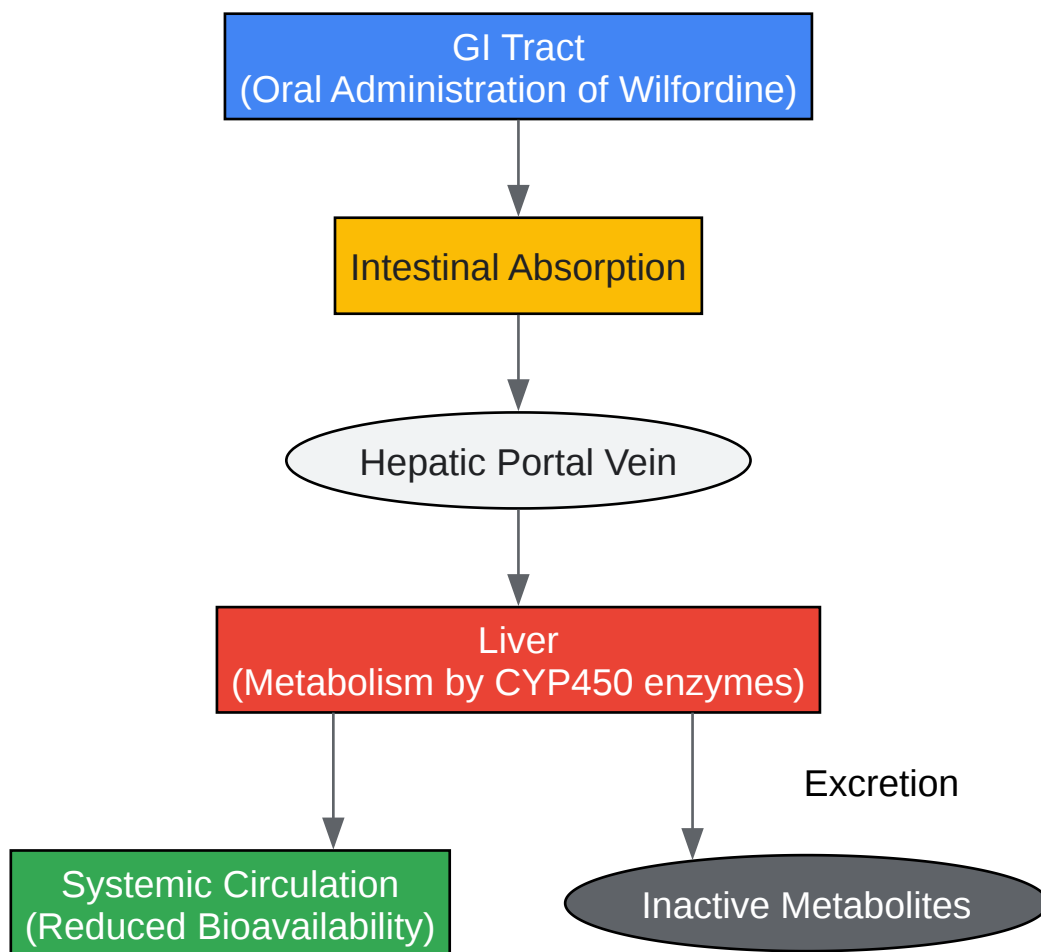 GI Tract
(Oral Administration of Wilfordine)
Intestinal Absorption
Hepatic Portal Vein
Liver
(Metabolism by CYP450 enzymes)
Excretion
Systemic Circulation
(Reduced Bioavailability)
Inactive Metabolites